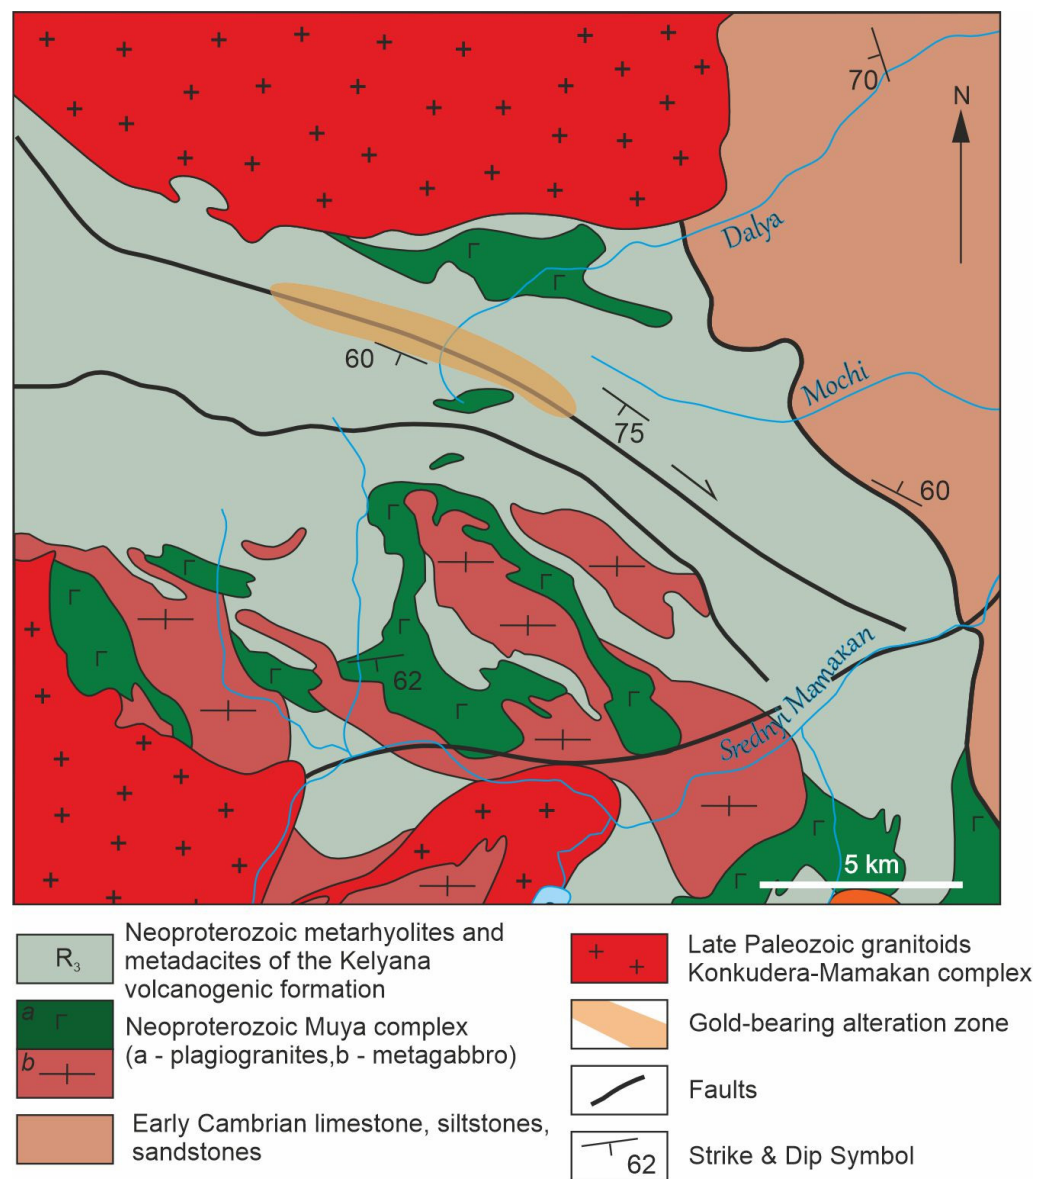 70
N
Dalya
60
Mochi
75
60
62
Srednyi Mamakan
5 km
R3
Neoproterozoic metarhyolites and
metadacites of the Kelyana
volcanogenic formation
a
b
Neoproterozoic Muya complex
(a - plagiogranites,b - metagabbro)
Early Cambrian limestone, siltstones,
sandstones
Late Paleozoic granitoids
Konkudera-Mamakan complex
Gold-bearing alteration zone
Faults
62
Strike & Dip Symbol